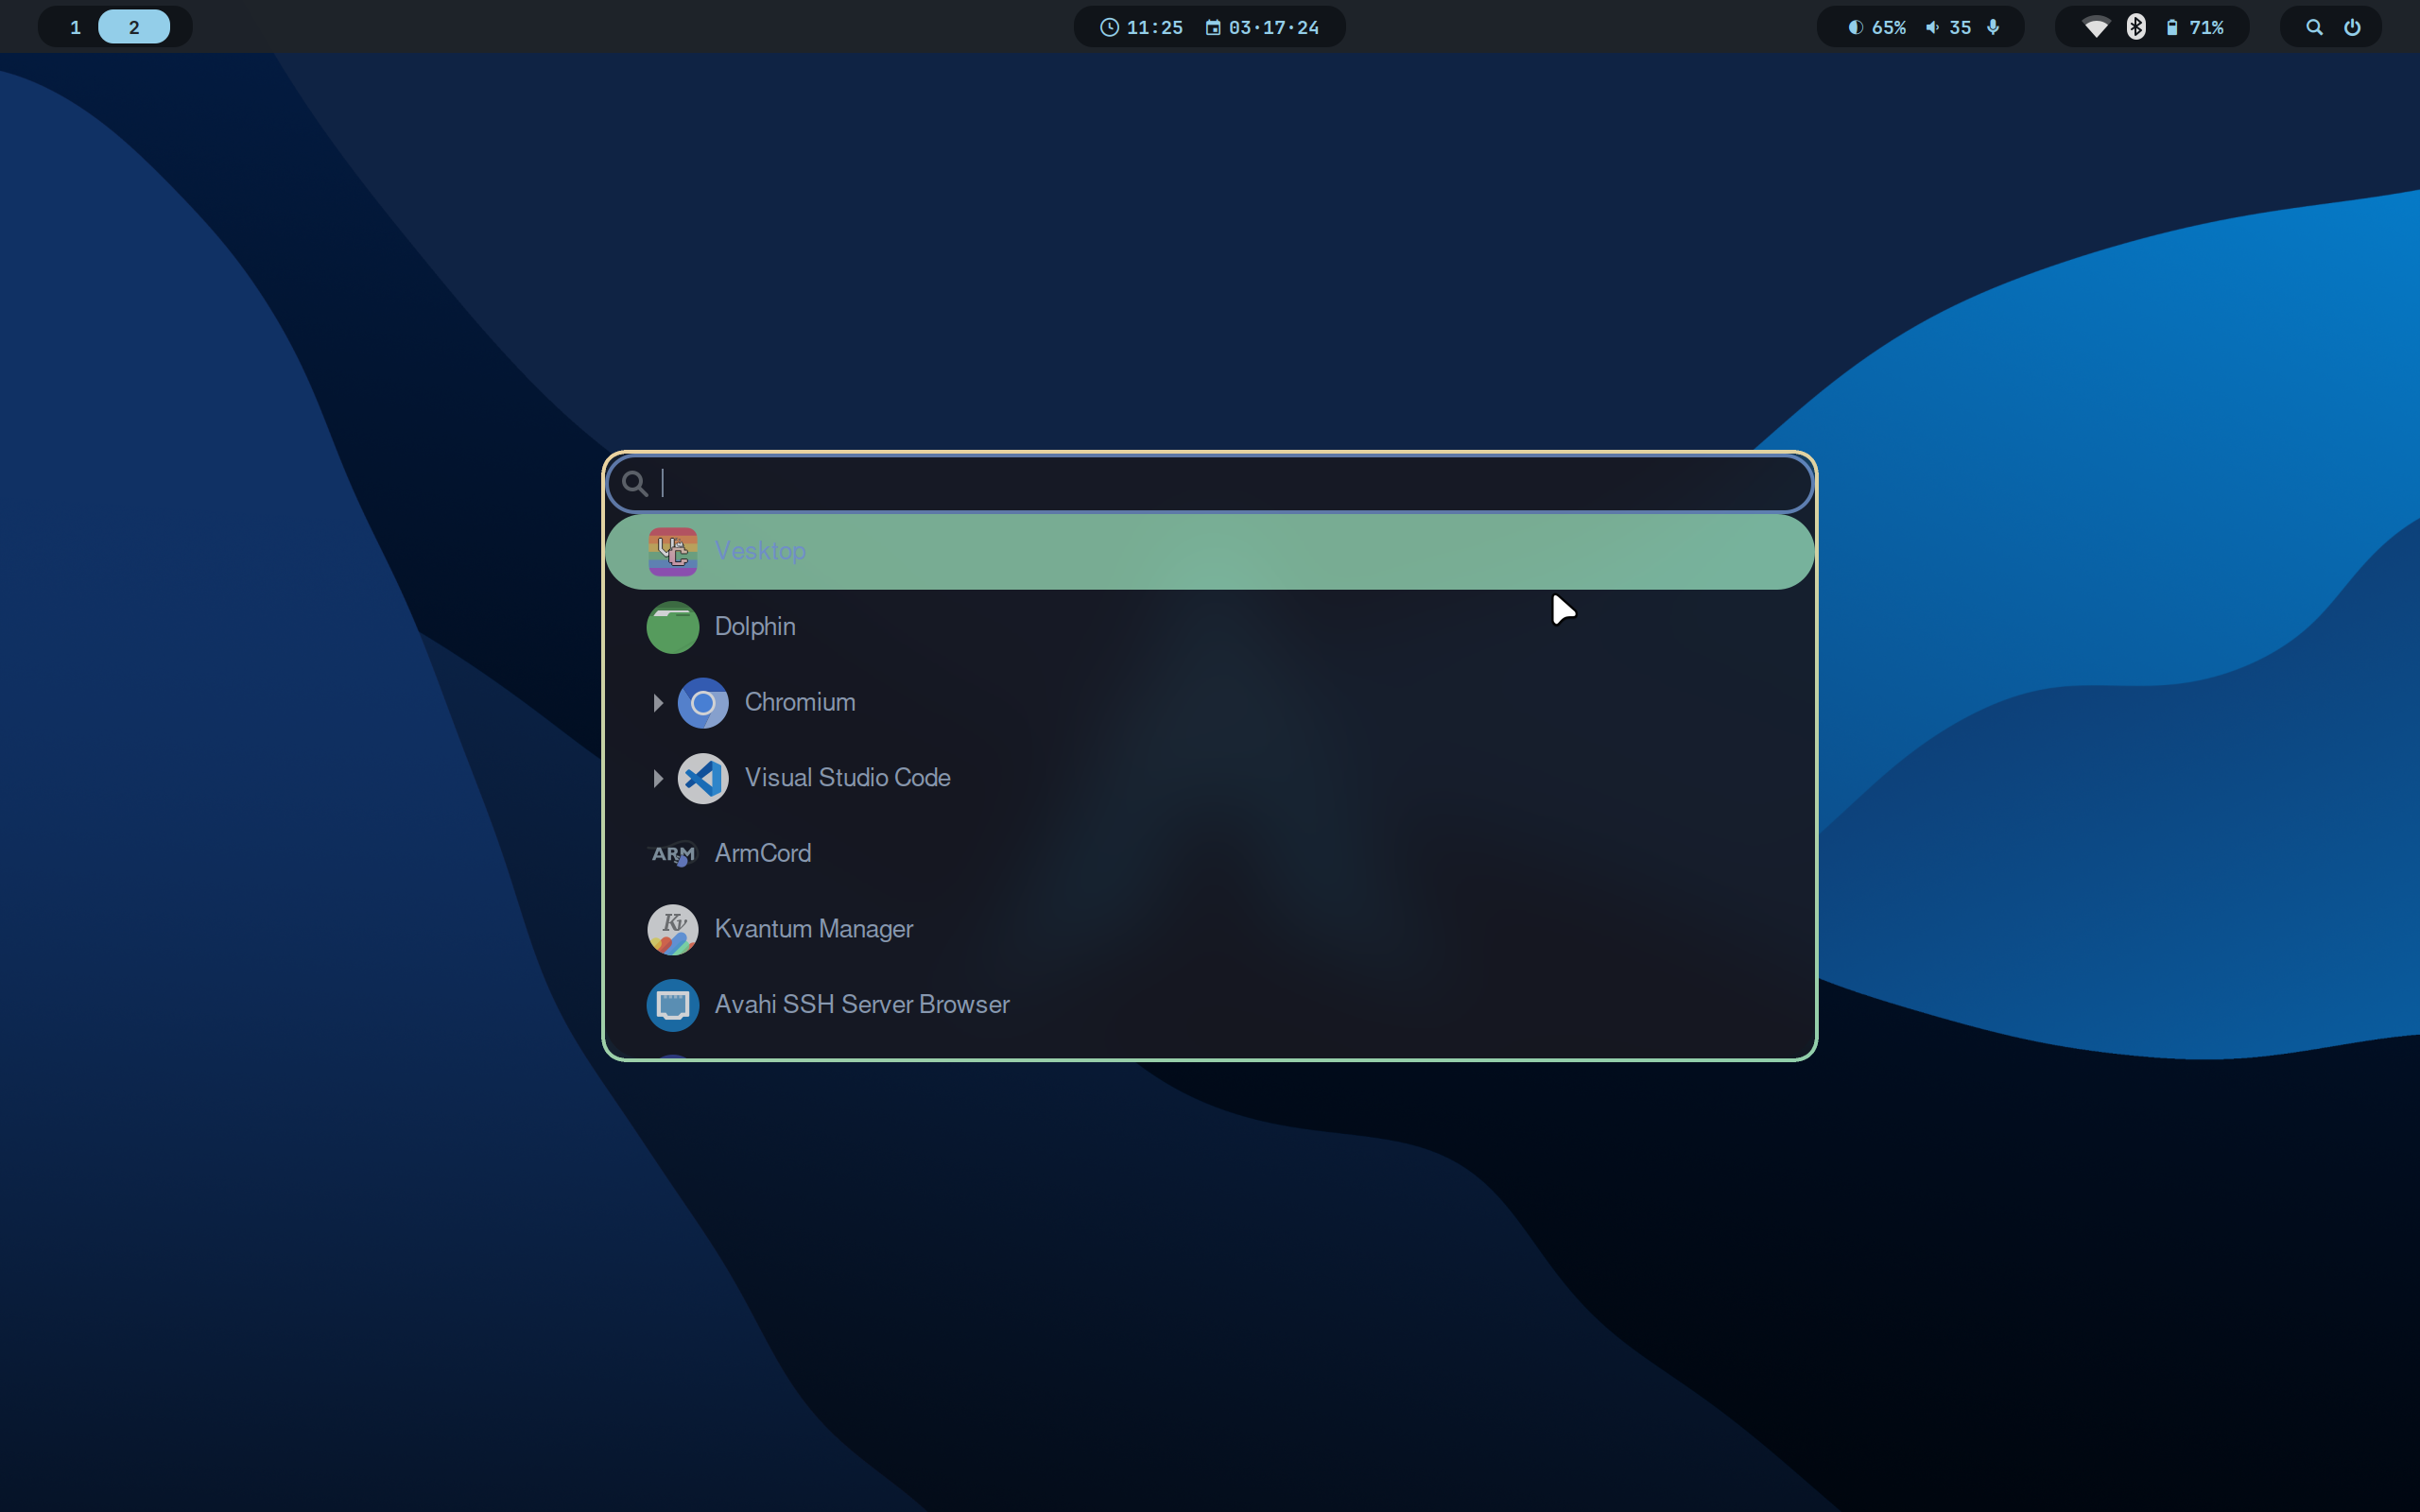 1 2 11:25 03·17·24 65% 35 71%
Vesktop
Dolphin
Chromium
Visual Studio Code
ARM ArmCord
Kv Kvantum Manager
Avahi SSH Server Browser